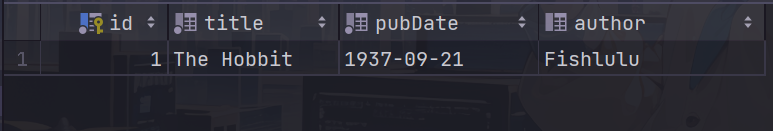 id title pubDate author
1 1 The Hobbit 1937-09-21 Fishlulu